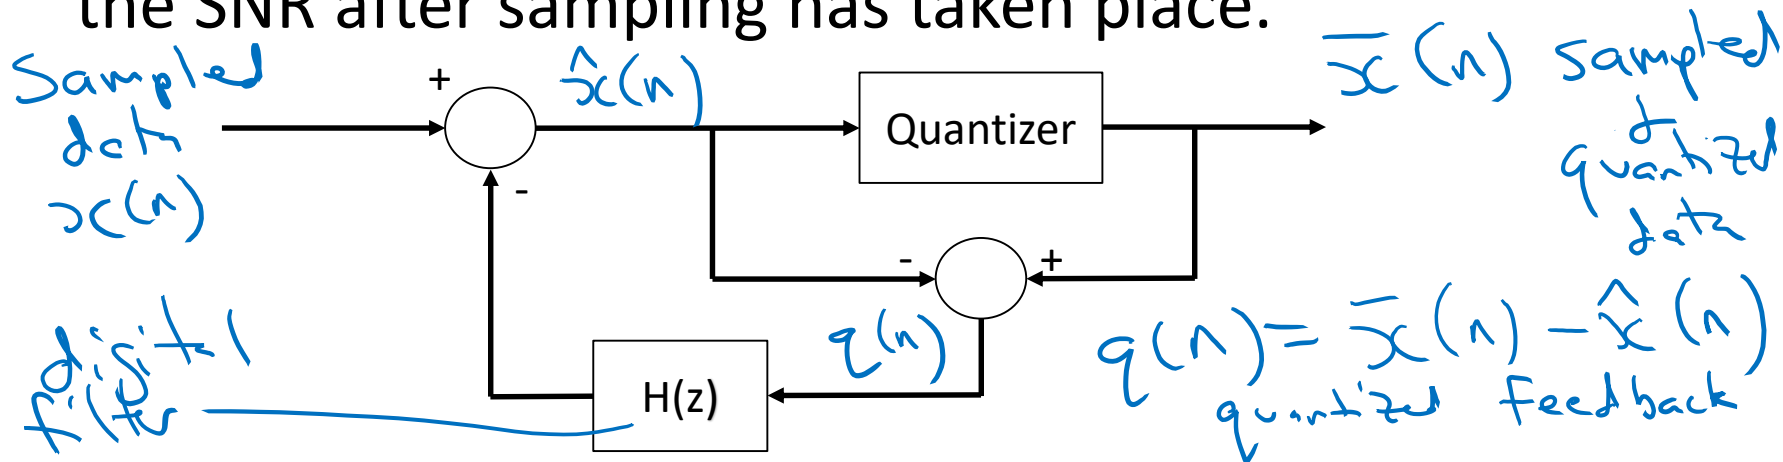 the SNR after sampling has taken place.
Sampled
data
x(n)
+
-
x̂(n)
Quantizer
x̄(n) sampled
&
quantized
data
-
+
q(n)
q(n) = x̄(n) - x̂(n)
quantized feedback
digital
filter
H(z)